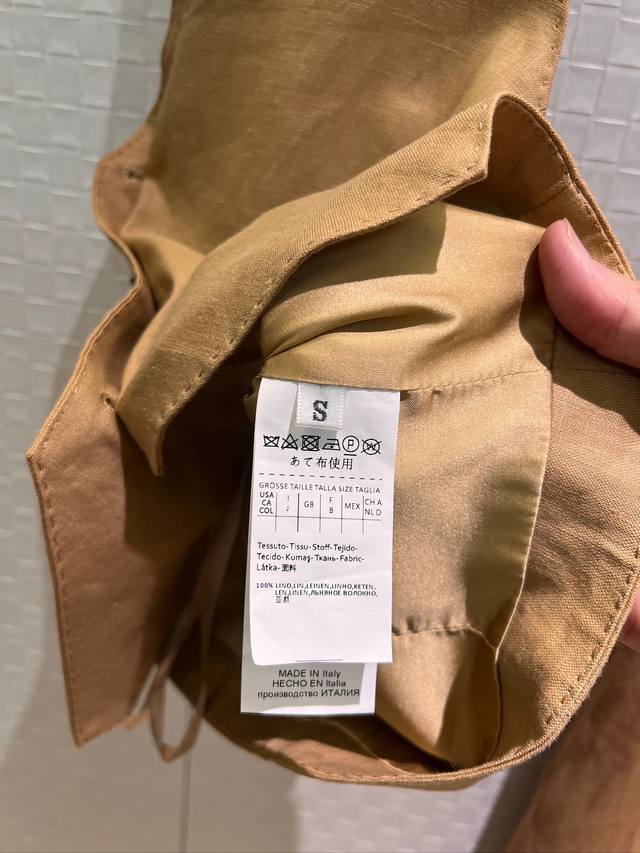 S
P
あて布使用
GRÖSSE TAILLE TALLA SIZE TAGLIA
USA CA COL I J GB F B MEX CH A NL D
Tessuto-Tissu-Stoff-Tejido-
Tecido-Kumaş-Ткань-Fabric-
Látka-面料
100% LINO,LIN,LEINEN,LINHO,KETEN,
LEN,LINEN,ЛЬНЯНОЕ ВОЛОКНО,
亚麻
MADE IN Italy
HECHO EN Italia
производство ИТАЛИЯ